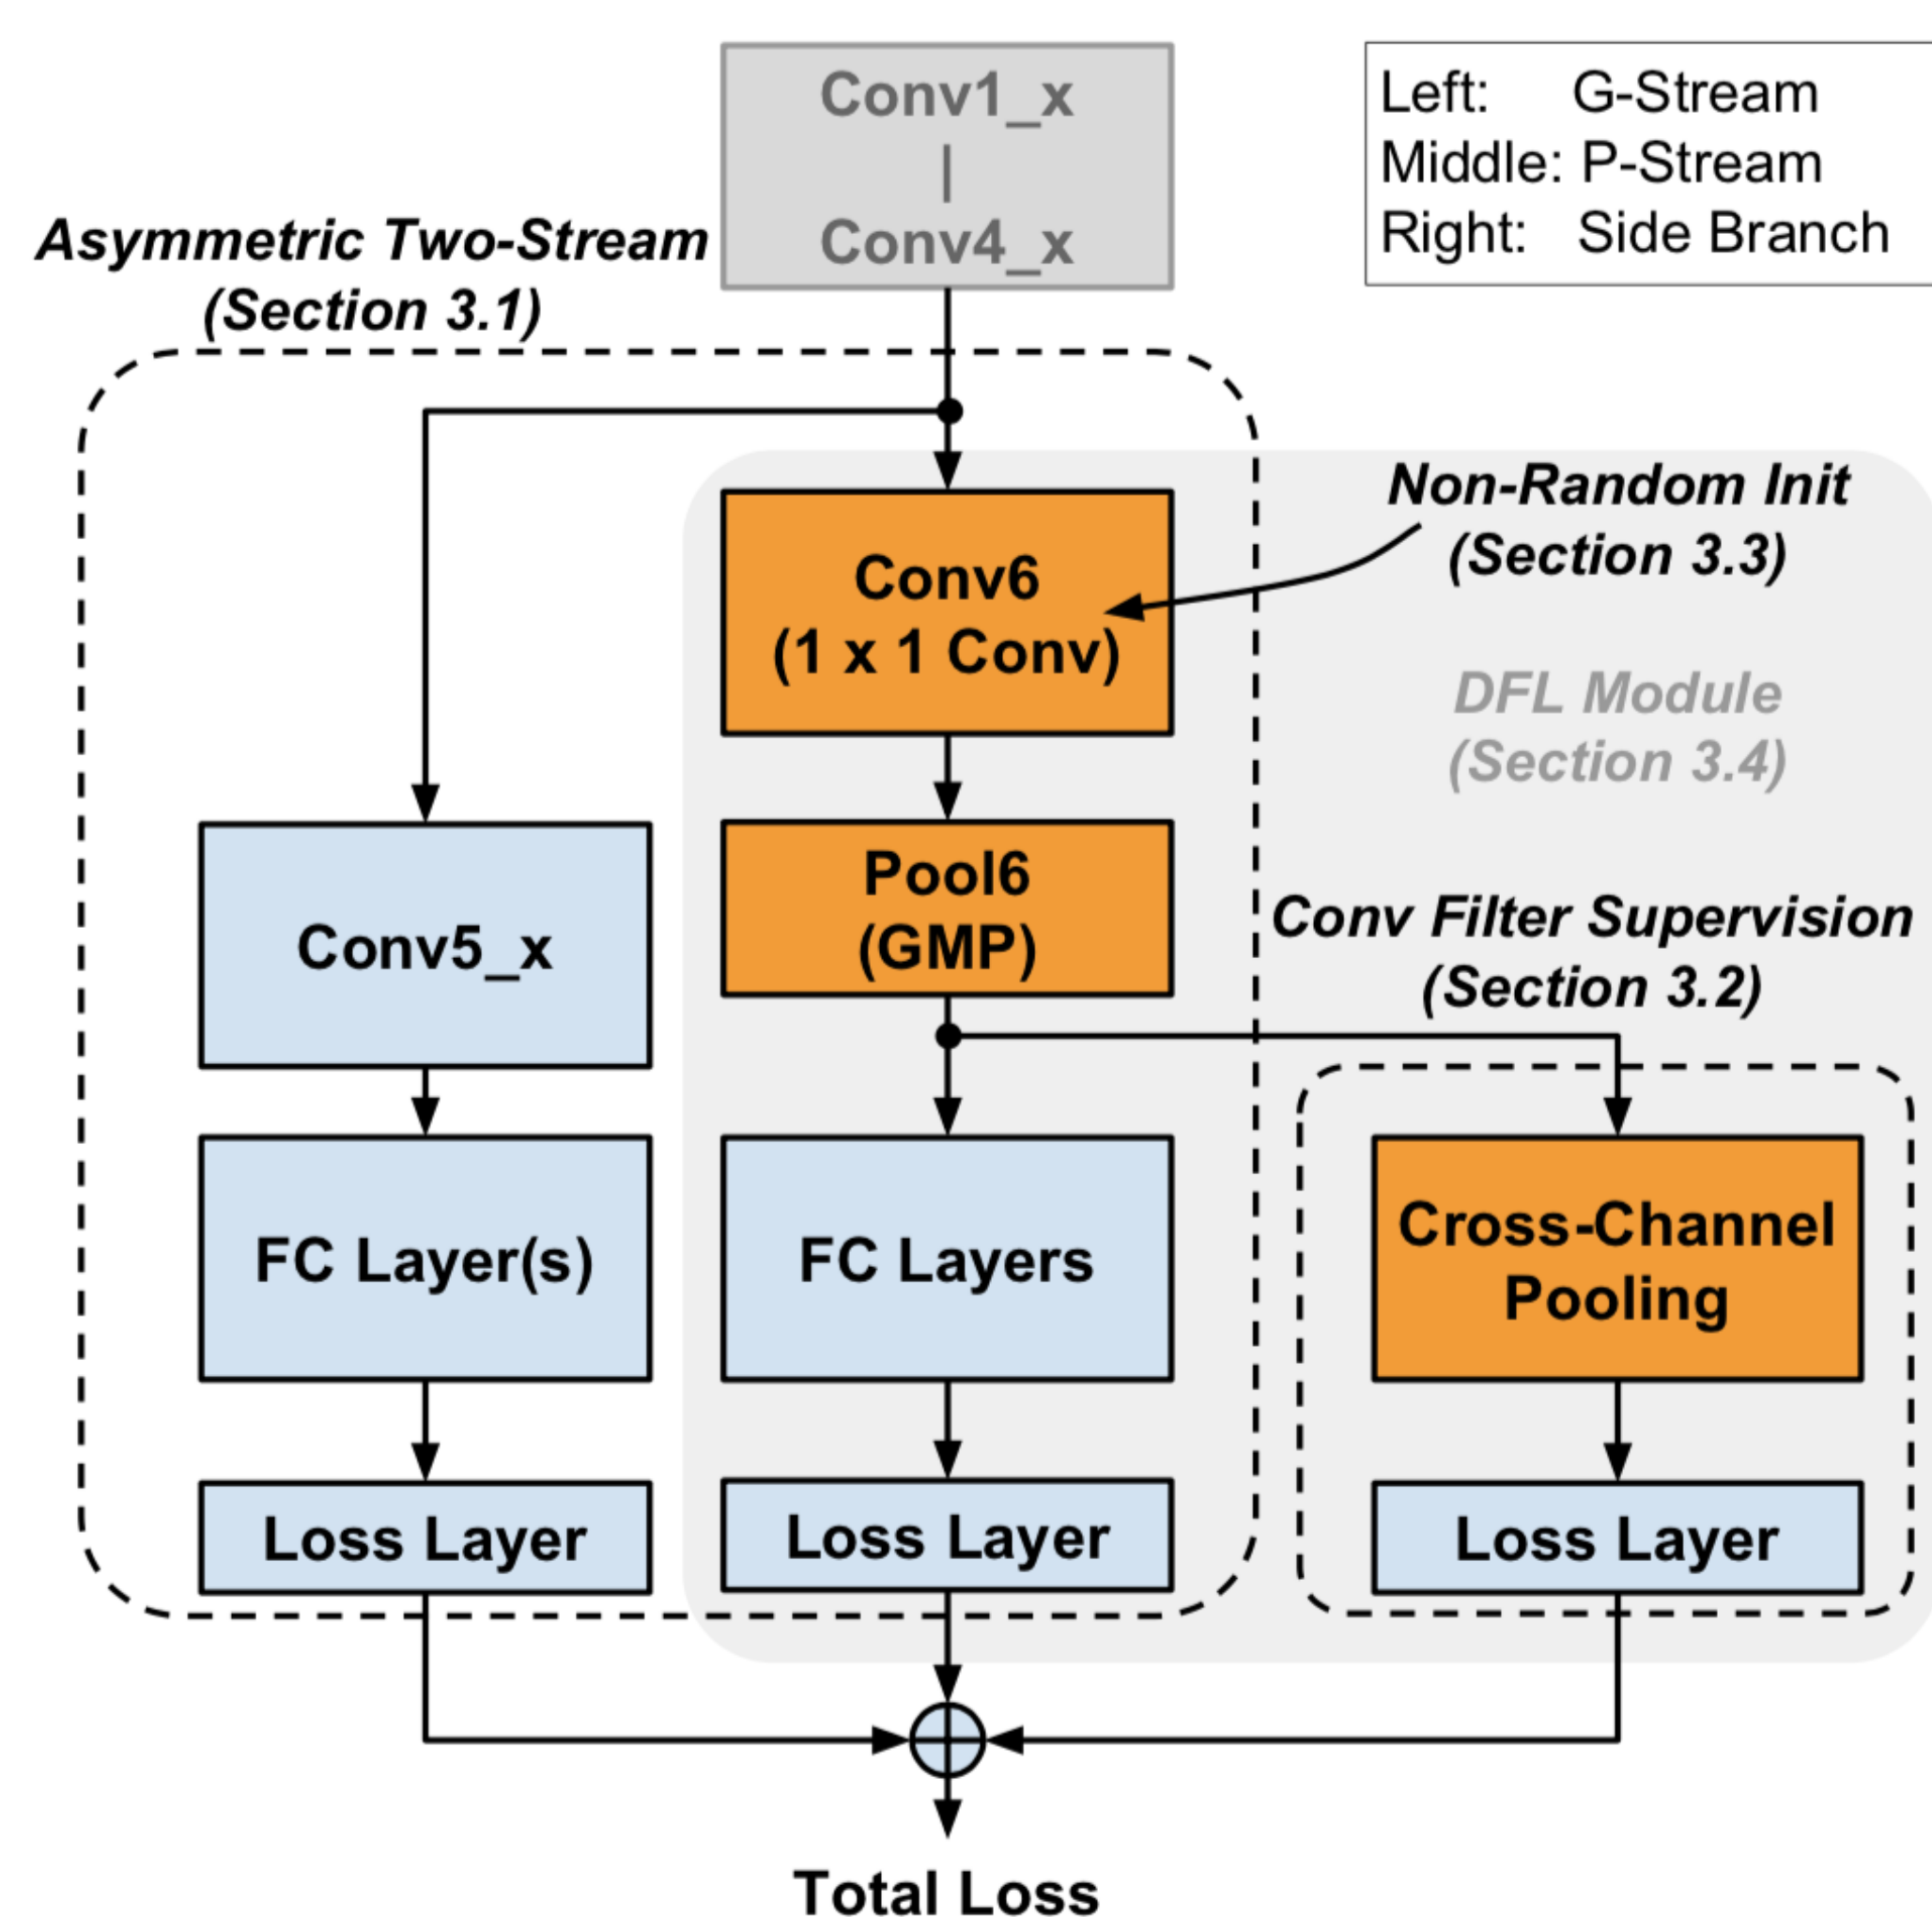 Conv1_x
|
Conv4_x
Left: G-Stream
Middle: P-Stream
Right: Side Branch
Asymmetric Two-Stream
(Section 3.1)
Non-Random Init
(Section 3.3)
Conv6
(1 x 1 Conv)
DFL Module
(Section 3.4)
Pool6
(GMP)
Conv5_x
Conv Filter Supervision
(Section 3.2)
FC Layer(s)
FC Layers
Cross-Channel
Pooling
Loss Layer
Loss Layer
Loss Layer
Total Loss